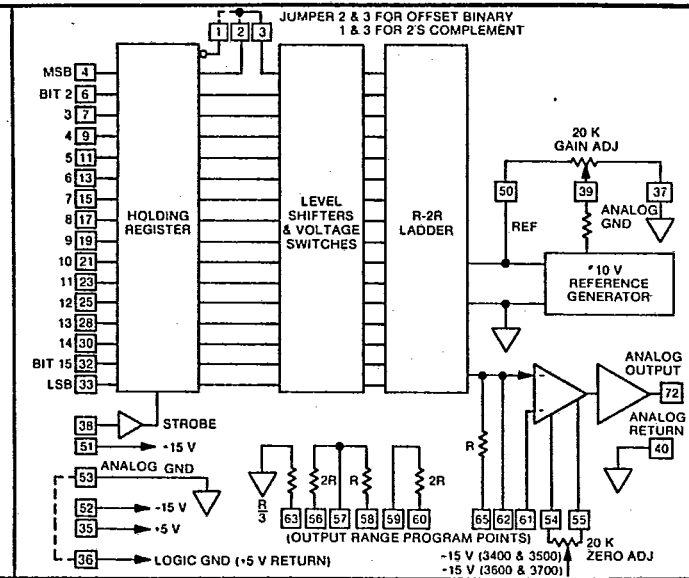 JUMPER 2 & 3 FOR OFFSET BINARY
1 & 3 FOR 2'S COMPLEMENT
1 2 3
MSB 4
BIT 2 6
3 7
4 9
5 11
6 13
7 15
8 17
9 19
10 21
11 23
12 25
13 28
14 30
BIT 15 32
LSB 33
HOLDING
REGISTER
LEVEL
SHIFTERS
& VOLTAGE
SWITCHES
R-2R
LADDER
20 K
GAIN ADJ
50 39 37
REF
ANALOG
GND
10 V
REFERENCE
GENERATOR
ANALOG
OUTPUT
72
ANALOG
RETURN
40
38 STROBE
51 -15 V
53 ANALOG GND
52 -15 V
35 +5 V
36 LOGIC GND (+5 V RETURN)
R/3 2R R 2R R
63 56 57 58 59 60 65 62 61 54 55
(OUTPUT RANGE PROGRAM POINTS)
20 K
ZERO ADJ
-15 V (3400 & 3500)
-15 V (3600 & 3700)